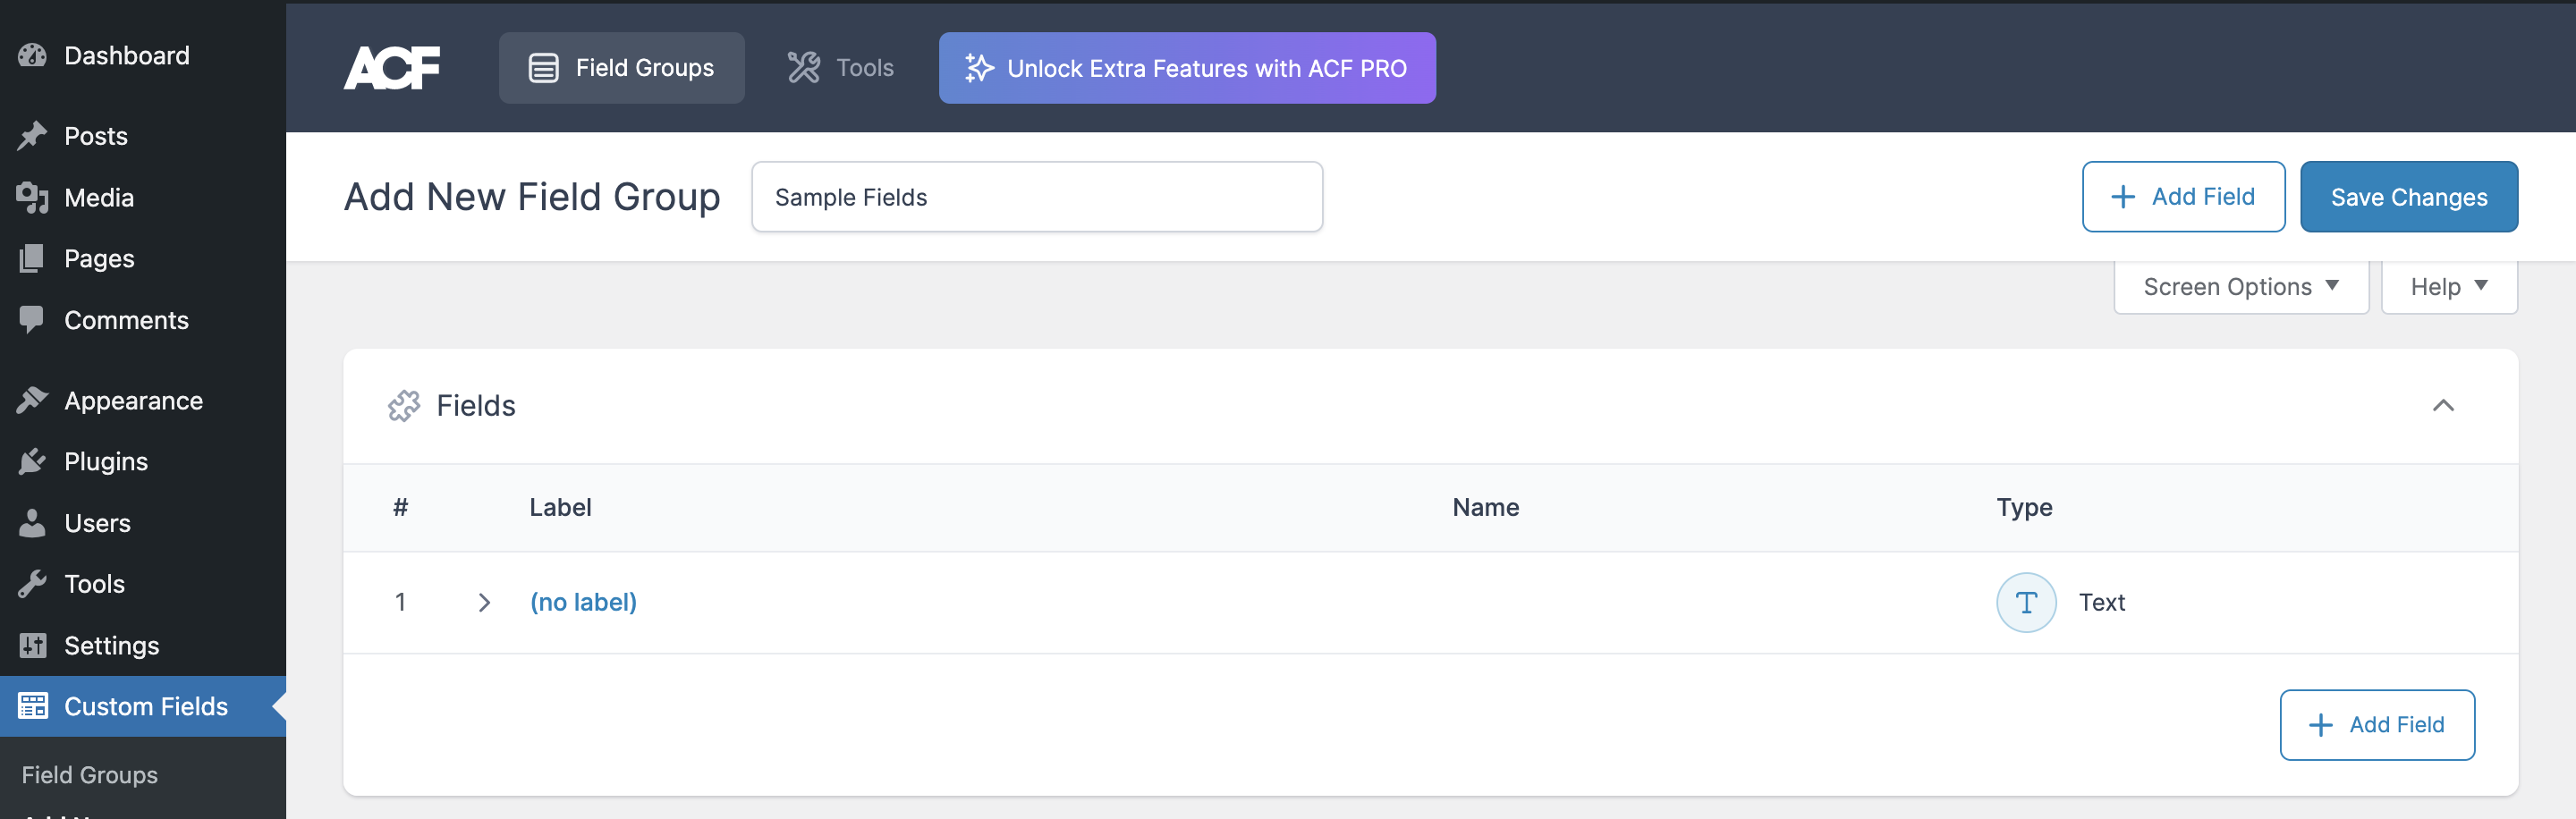 Dashboard
Posts
Media
Pages
Comments
Appearance
Plugins
Users
Tools
Settings
Custom Fields
Field Groups
ACF
Field Groups
Tools
Unlock Extra Features with ACF PRO
Add New Field Group
Sample Fields
+ Add Field
Save Changes
Screen Options ▼
Help ▼
Fields
# Label Name Type
1 (no label) T Text
+ Add Field